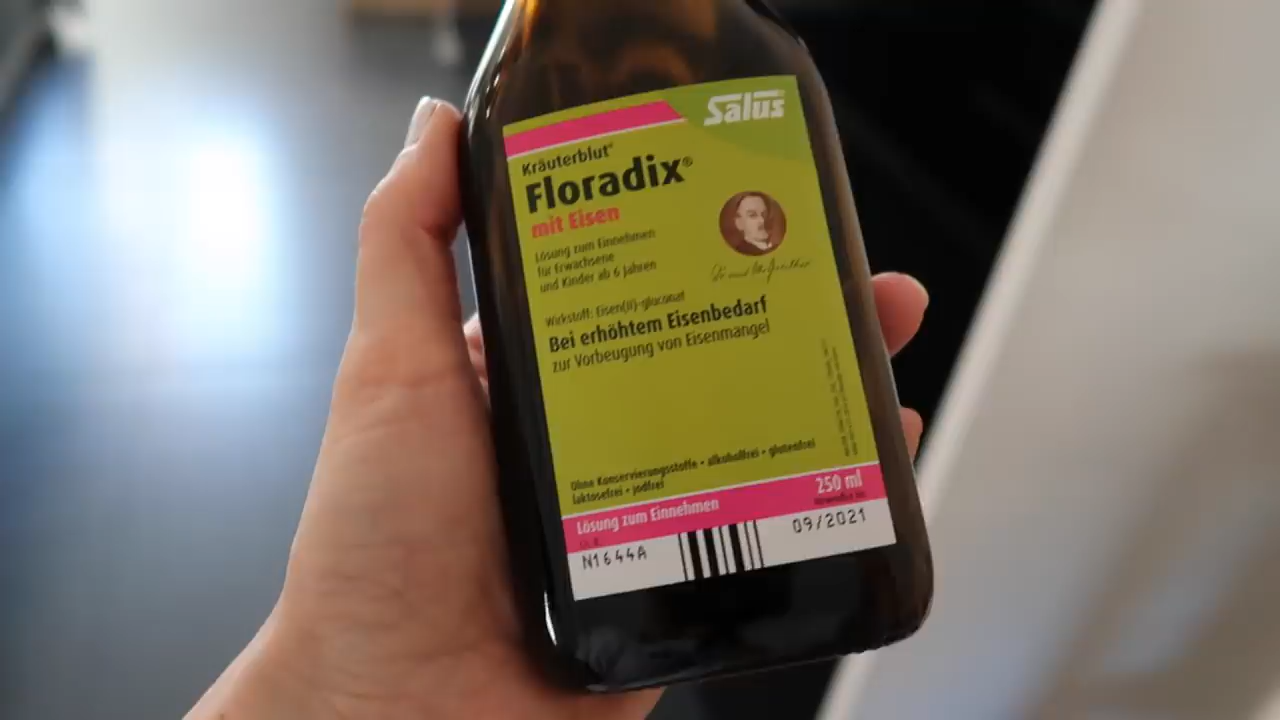 Salus
Kräuterblut®
Floradix®
mit Eisen
Lösung zum Einnehmen
für Erwachsene
und Kinder ab 6 Jahren
Wirkstoff: Eisen(II)-gluconat
Bei erhöhtem Eisenbedarf
zur Vorbeugung von Eisenmangel
Ohne Konservierungsstoffe • alkoholfrei • glutenfrei
laktosefrei • jodfrei
250 ml
Lösung zum Einnehmen
09/2021
N1644A